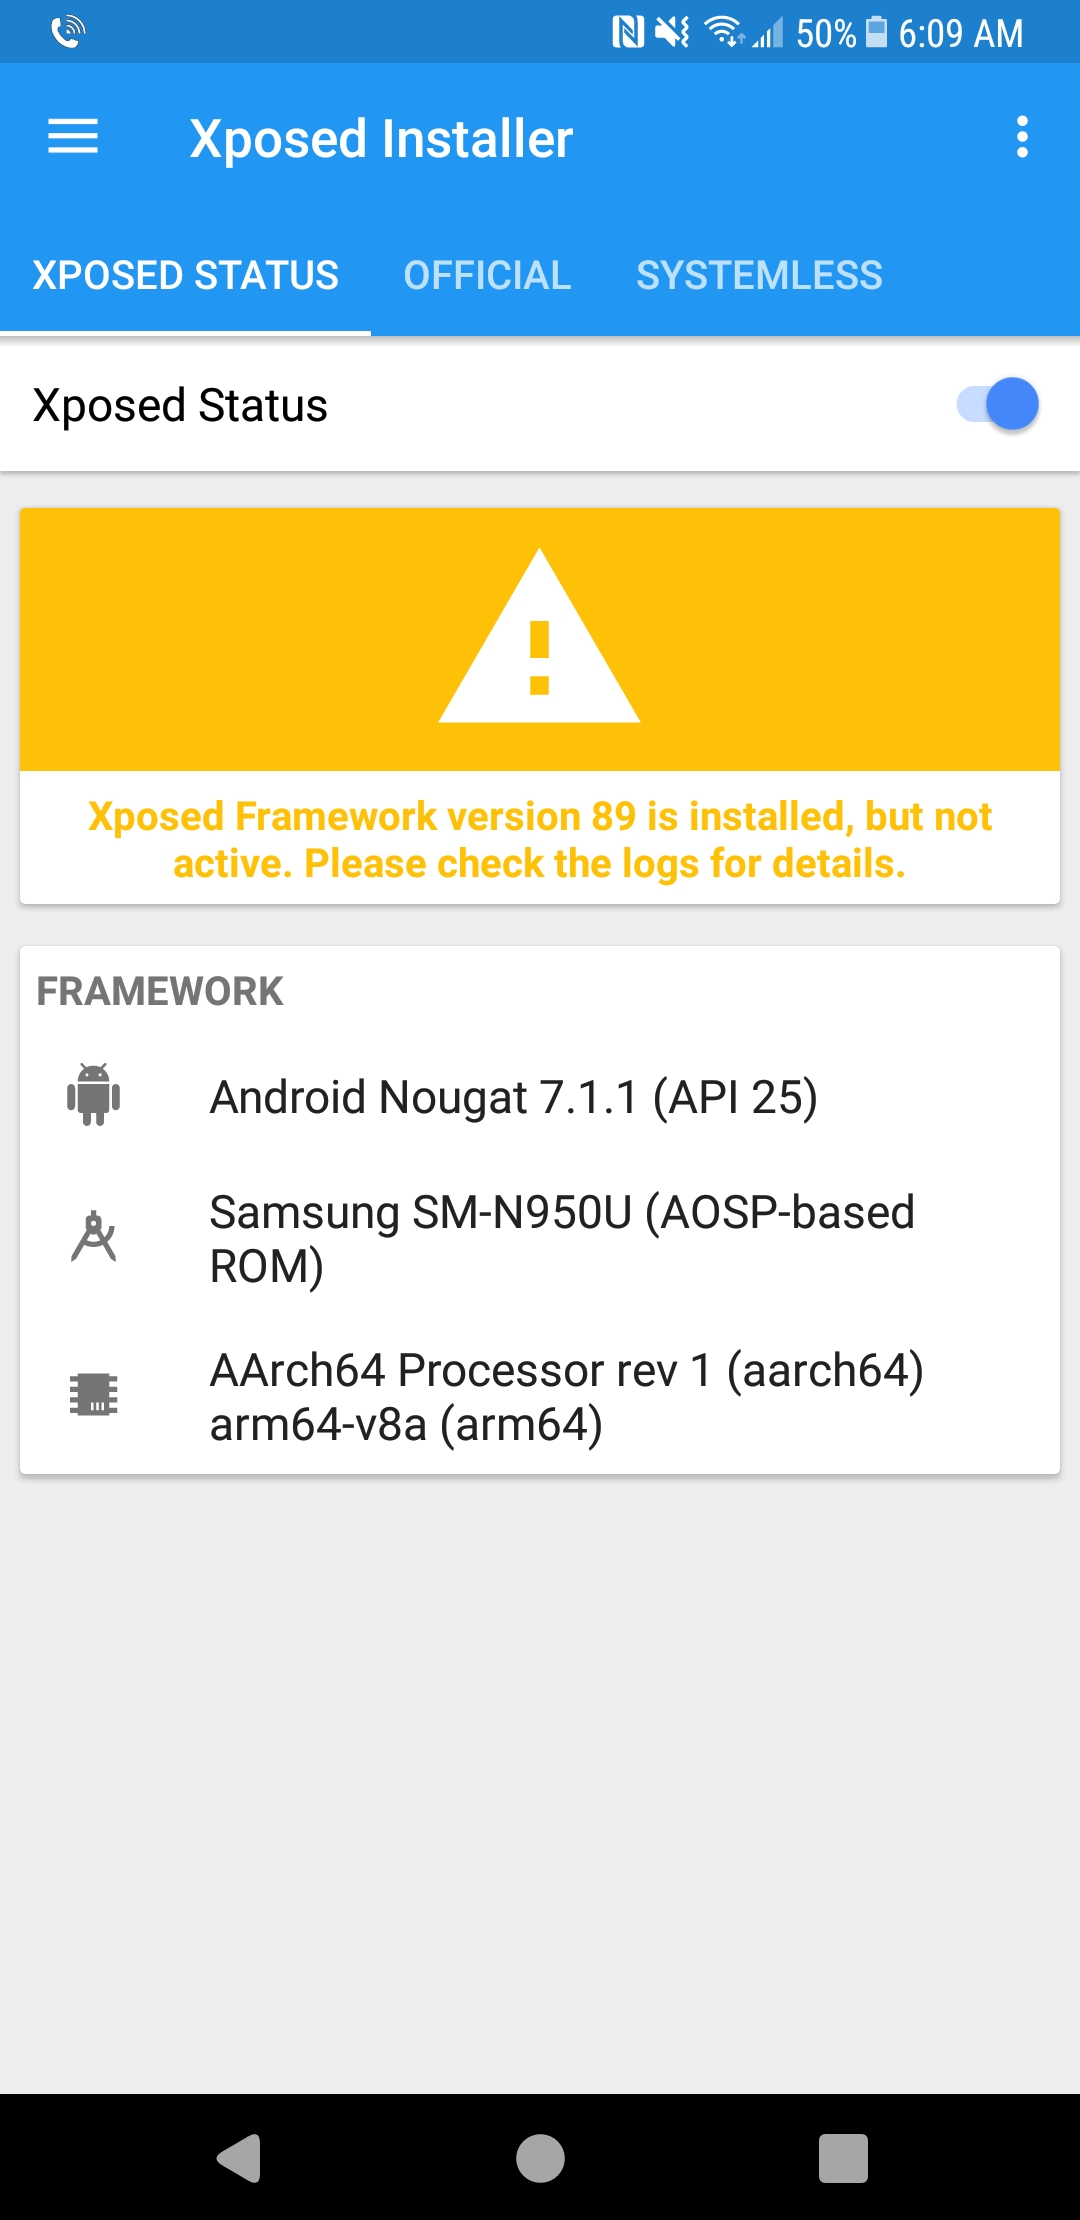 50% 6:09 AM
Xposed Installer
XPOSED STATUS OFFICIAL SYSTEMLESS
Xposed Status
Xposed Framework version 89 is installed, but not
active. Please check the logs for details.
FRAMEWORK
Android Nougat 7.1.1 (API 25)
Samsung SM-N950U (AOSP-based
ROM)
AArch64 Processor rev 1 (aarch64)
arm64-v8a (arm64)